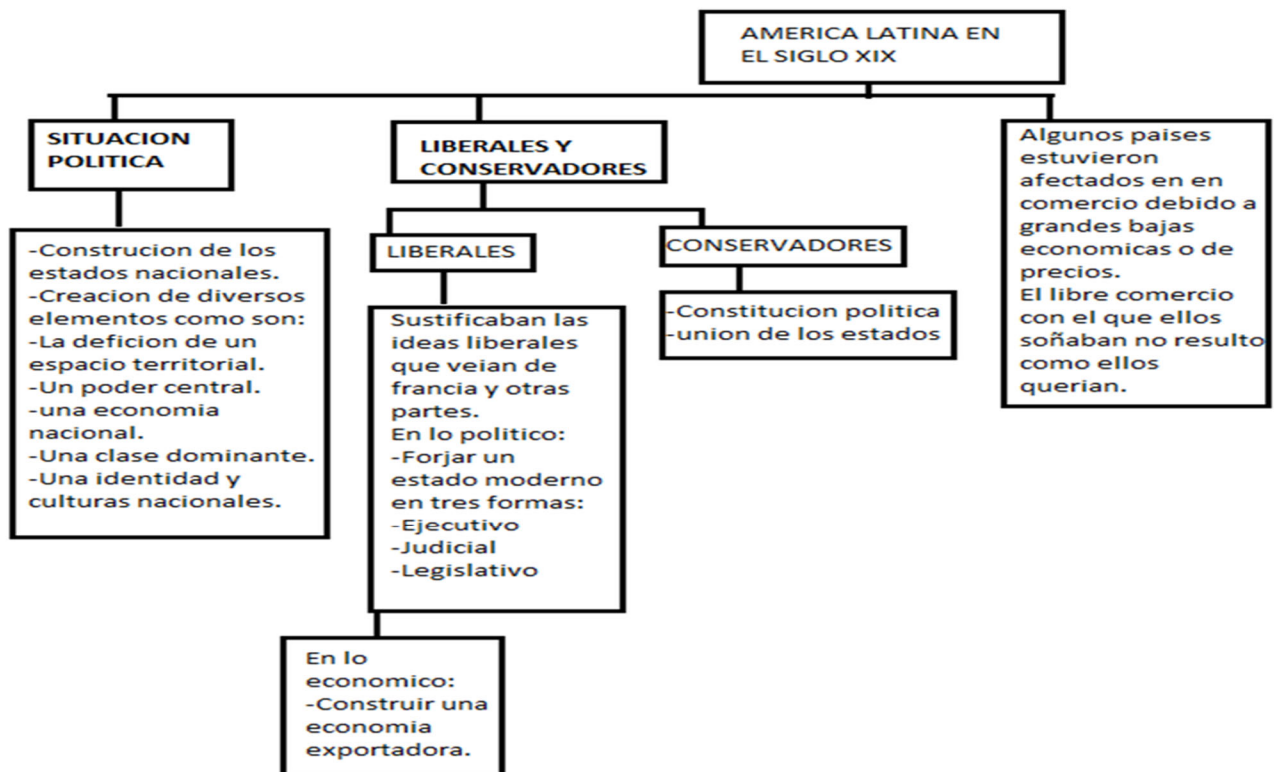 AMERICA LATINA EN
EL SIGLO XIX
SITUACION
POLITICA
-Construcion de los
estados nacionales.
-Creacion de diversos
elementos como son:
-La deficion de un
espacio territorial.
-Un poder central.
-una economia
nacional.
-Una clase dominante.
-Una identidad y
culturas nacionales.
LIBERALES Y
CONSERVADORES
LIBERALES
Sustificaban las
ideas liberales
que veian de
francia y otras
partes.
En lo politico:
-Forjar un
estado moderno
en tres formas:
-Ejecutivo
-Judicial
-Legislativo
En lo
economico:
-Construir una
economia
exportadora.
CONSERVADORES
-Constitucion politica
-union de los estados
Algunos paises
estuvieron
afectados en en
comercio debido a
grandes bajas
economicas o de
precios.
El libre comercio
con el que ellos
soñaban no resulto
como ellos
querian.